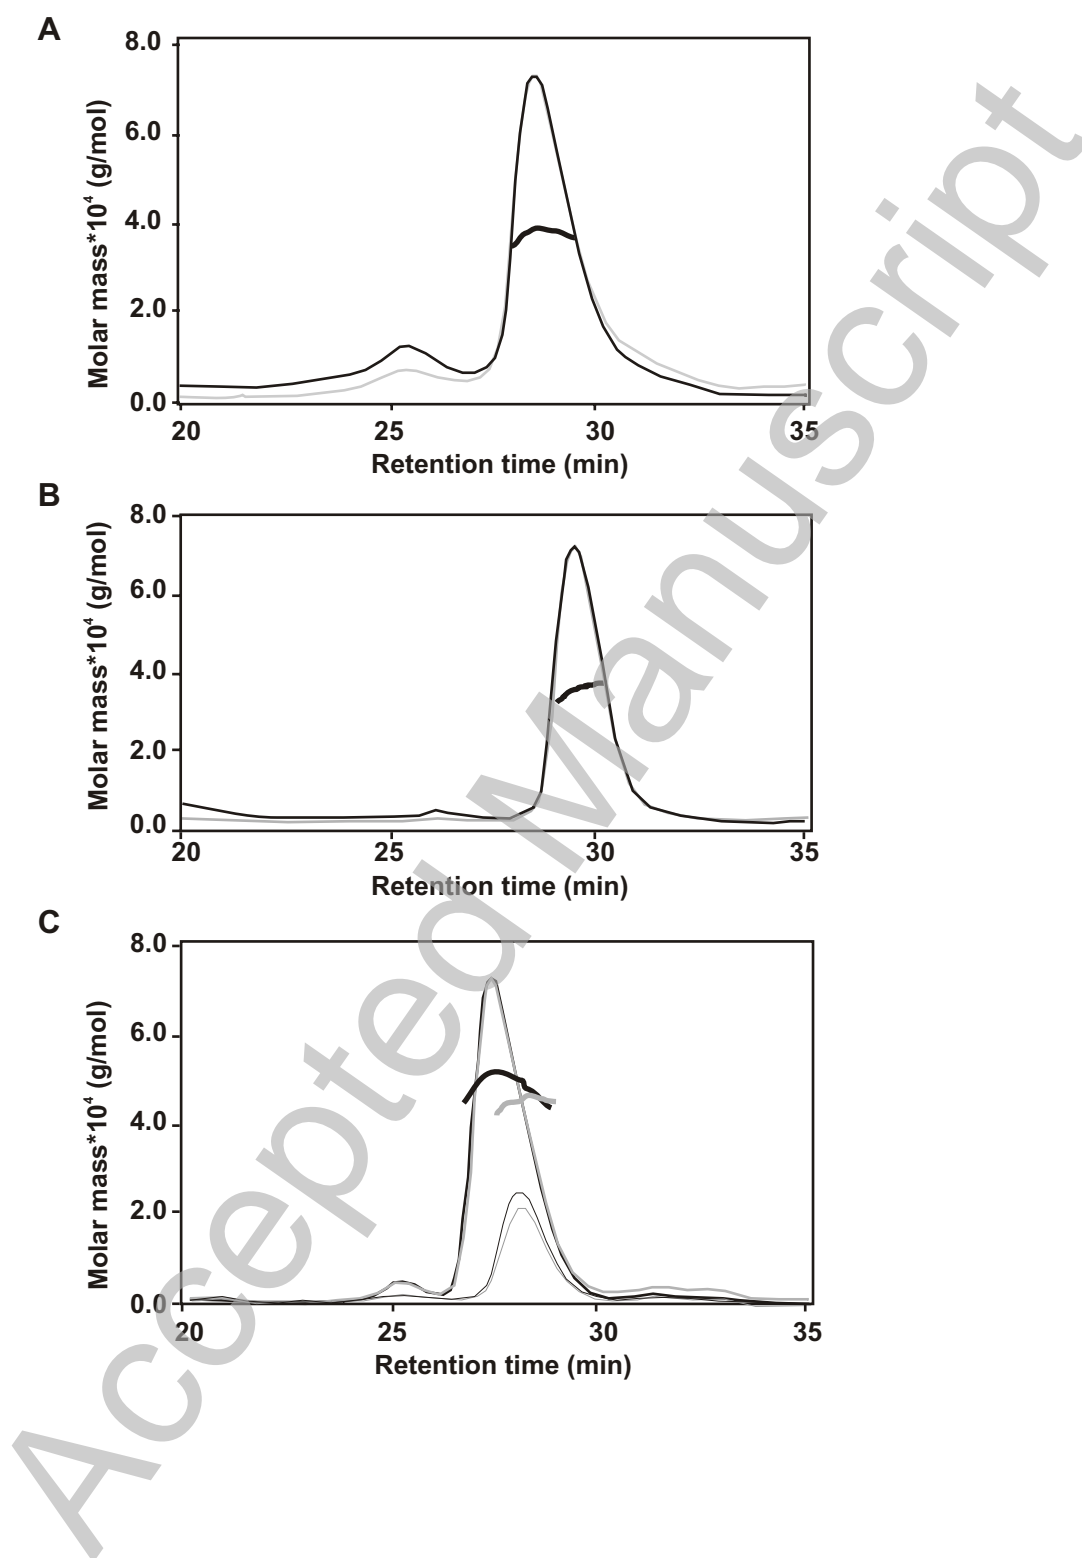 A
8.0
6.0
4.0
2.0
0.0
Molar mass*10⁴ (g/mol)
20 25 30 35
Retention time (min)
B
8.0
6.0
4.0
2.0
0.0
Molar mass*10⁴ (g/mol)
20 25 30 35
Retention time (min)
C
8.0
6.0
4.0
2.0
0.0
Molar mass*10⁴ (g/mol)
20 25 30 35
Retention time (min)
Accepted Manuscript